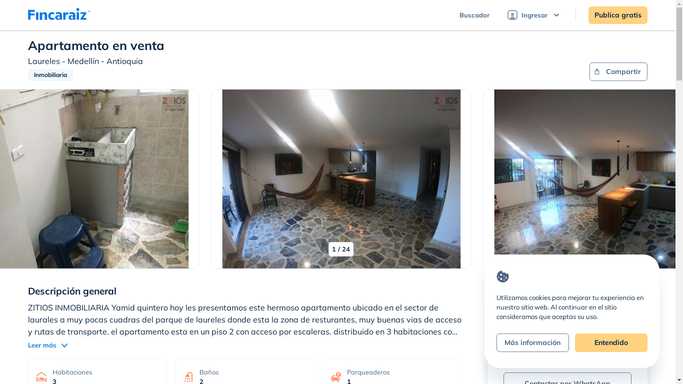 Fincaraiz
Buscador
Ingresar
Publica gratis
Apartamento en venta
Laureles - Medellín - Antioquia
Inmobiliaria
Compartir
ZITIOS
ZITIOS
1 / 24
Descripción general
ZITIOS INMOBILIARIA Yamid quintero hoy les presentamos este hermoso apartamento ubicado en el sector de
laureles a muy pocas cuadras del parque de laureles donde esta la zona de resturantes, muy buenas vias de acceso
y rutas de transporte. el apartamento esta en un piso 2 con acceso por escaleras. distribuido en 3 habitaciones co...
Leer más
Habitaciones
3
Baños
2
Parqueaderos
1
Utilizamos cookies para mejorar tu experiencia en
nuestro sitio web. Al continuar en el sitio
consideramos que aceptas su uso.
Más información
Entendido
Contactar por WhatsApp